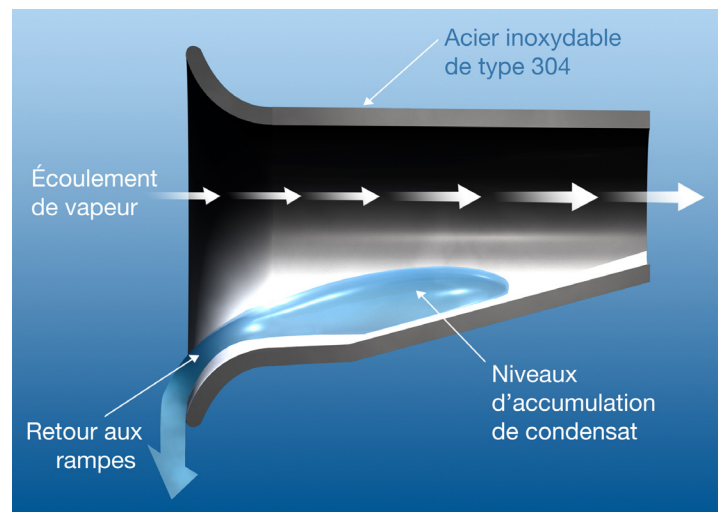 Acier inoxydable
de type 304
Écoulement
de vapeur
Niveaux
d’accumulation
de condensat
Retour aux
rampes